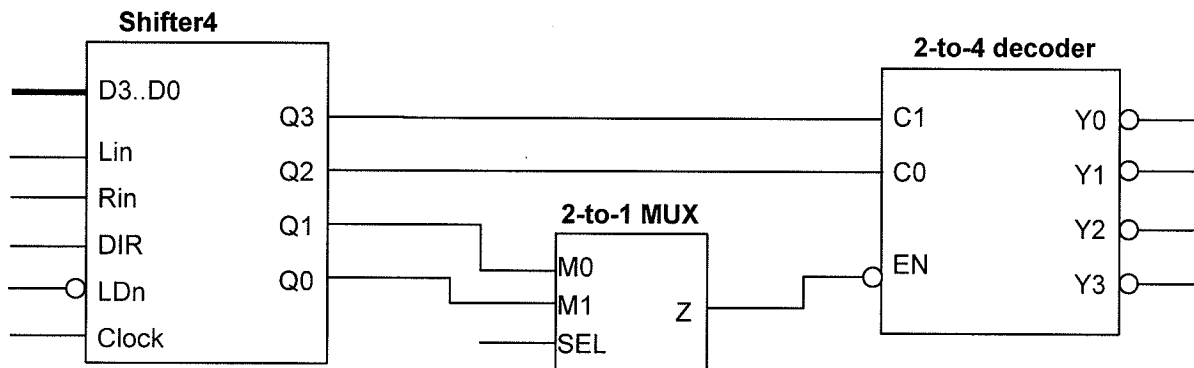 Shifter4
D3..D0
Lin
Rin
DIR
LDn
Clock
Q3
Q2
Q1
Q0
2-to-1 MUX
M0
M1
SEL
Z
2-to-4 decoder
C1
C0
EN
Y0
Y1
Y2
Y3